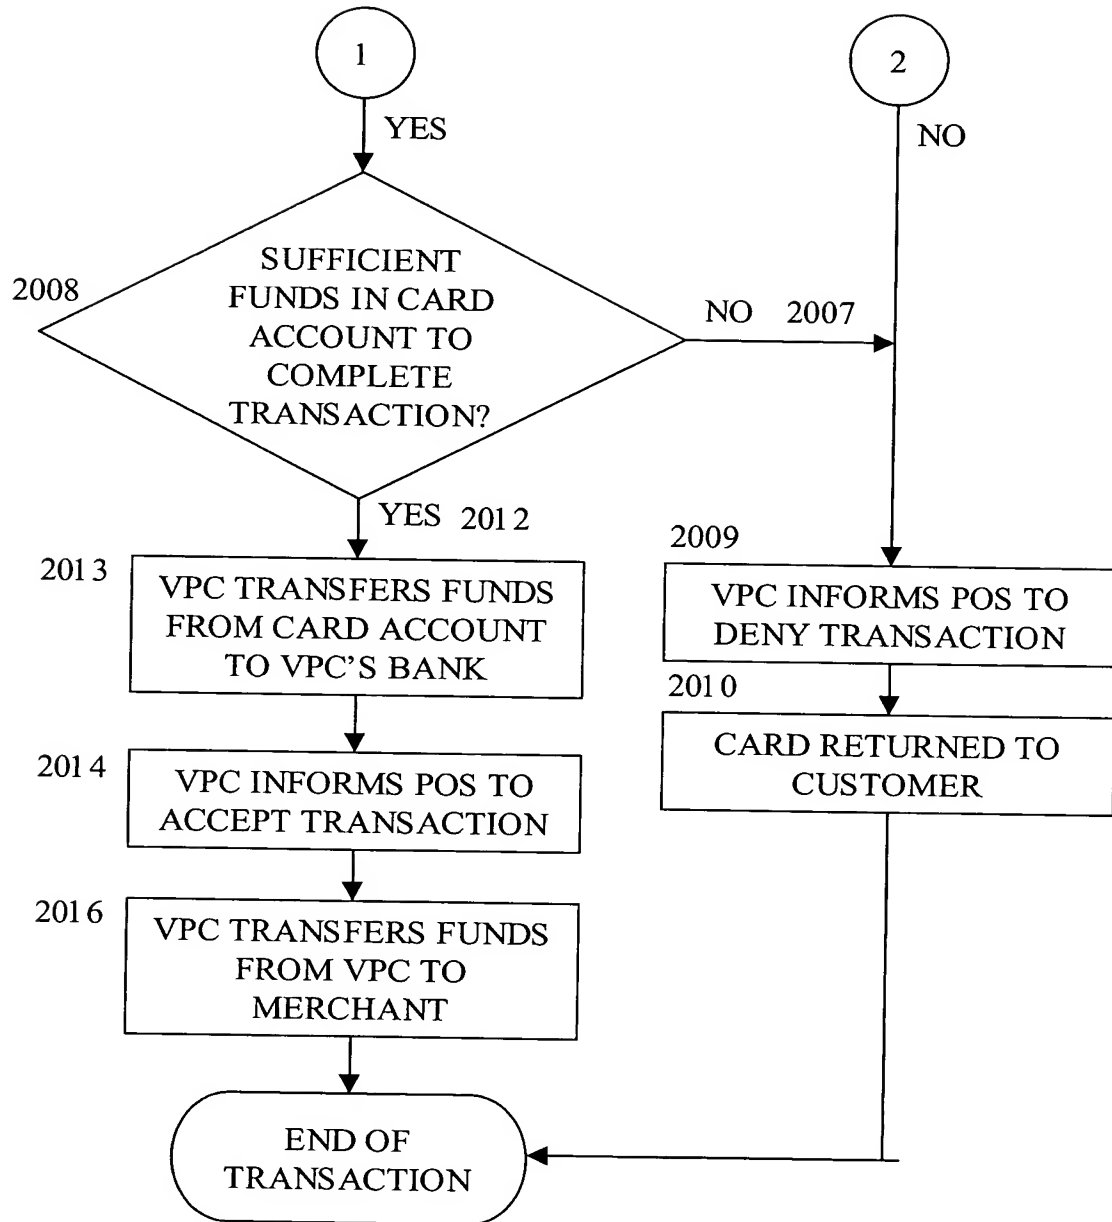 1
YES
2
NO
2008
SUFFICIENT
FUNDS IN CARD
ACCOUNT TO
COMPLETE
TRANSACTION?
NO 2007
YES 2012
2013
VPC TRANSFERS FUNDS
FROM CARD ACCOUNT
TO VPC'S BANK
2014
VPC INFORMS POS TO
ACCEPT TRANSACTION
2016
VPC TRANSFERS FUNDS
FROM VPC TO
MERCHANT
2009
VPC INFORMS POS TO
DENY TRANSACTION
2010
CARD RETURNED TO
CUSTOMER
END OF
TRANSACTION